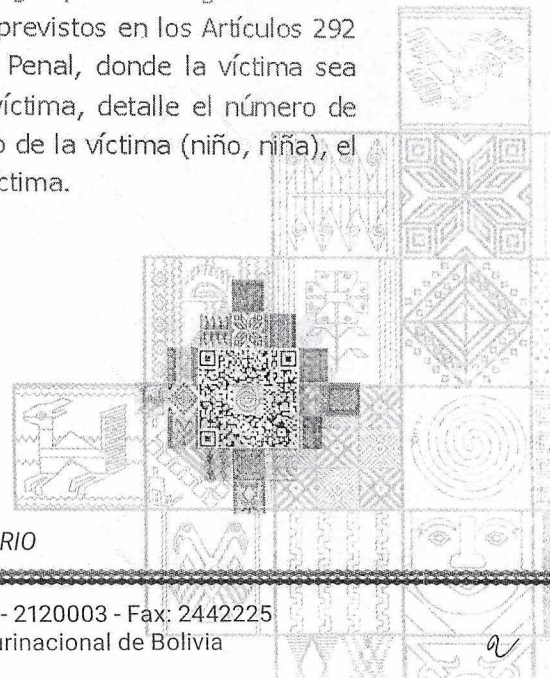 previstos en los Artículos 292
Penal, donde la víctima sea
víctima, detalle el número de
o de la víctima (niño, niña), el
ctima.
RIO
- 2120003 - Fax: 2442225
urinacional de Bolivia